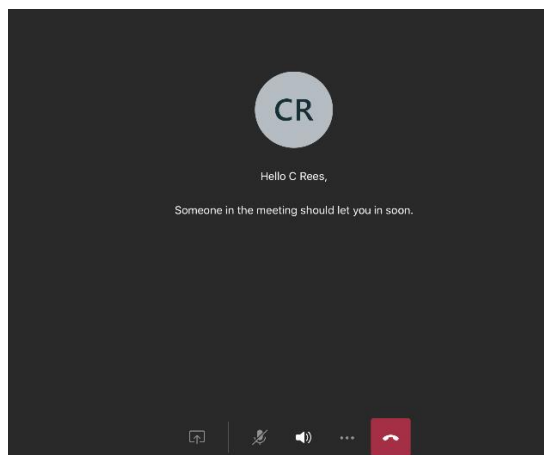 CR
Hello C Rees,
Someone in the meeting should let you in soon.